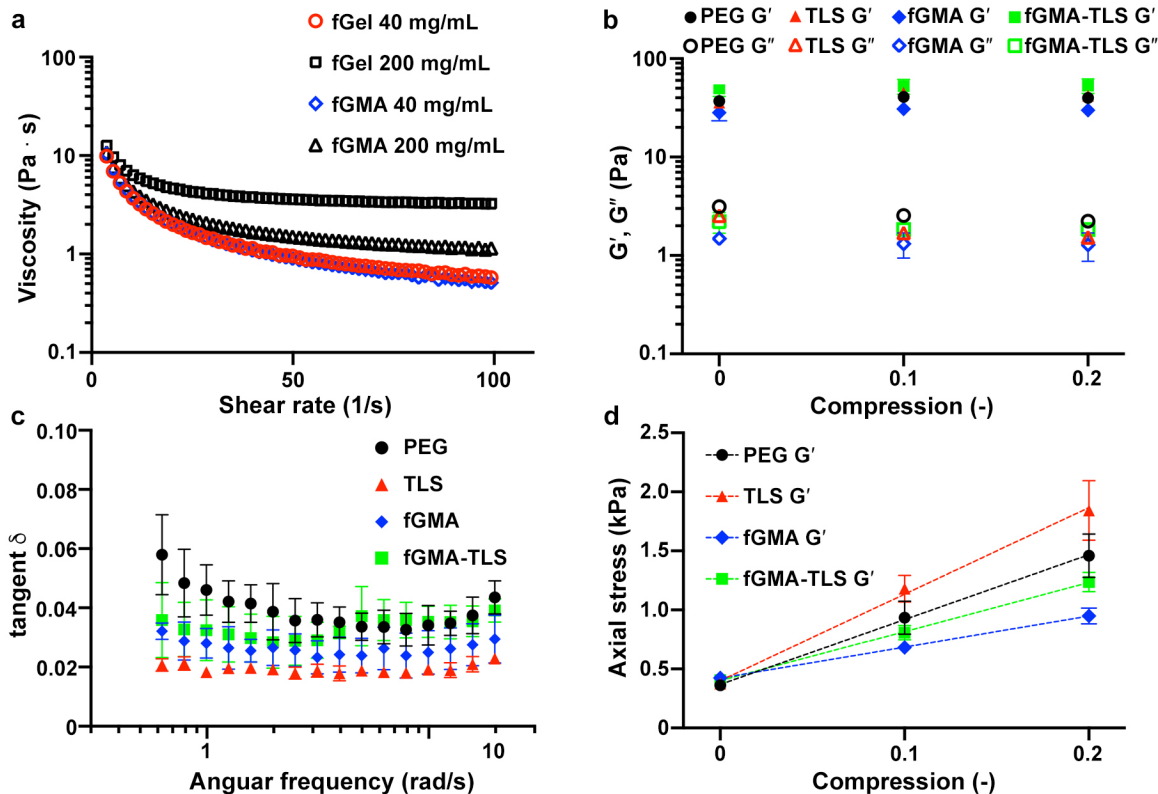 a
fGel 40 mg/mL
fGel 200 mg/mL
fGMA 40 mg/mL
fGMA 200 mg/mL
100
10
1
0.1
Viscosity (Pa · s)
0 50 100
Shear rate (1/s)
b
PEG G′ TLS G′ fGMA G′ fGMA-TLS G′
PEG G″ TLS G″ fGMA G″ fGMA-TLS G″
100
10
1
0.1
G′, G″ (Pa)
0 0.1 0.2
Compression (-)
c
PEG
TLS
fGMA
fGMA-TLS
0.10
0.08
0.06
0.04
0.02
0
tangent δ
1 10
Anguar frequency (rad/s)
d
PEG G′
TLS G′
fGMA G′
fGMA-TLS G′
2.5
2.0
1.5
1.0
0.5
0
Axial stress (kPa)
0 0.1 0.2
Compression (-)